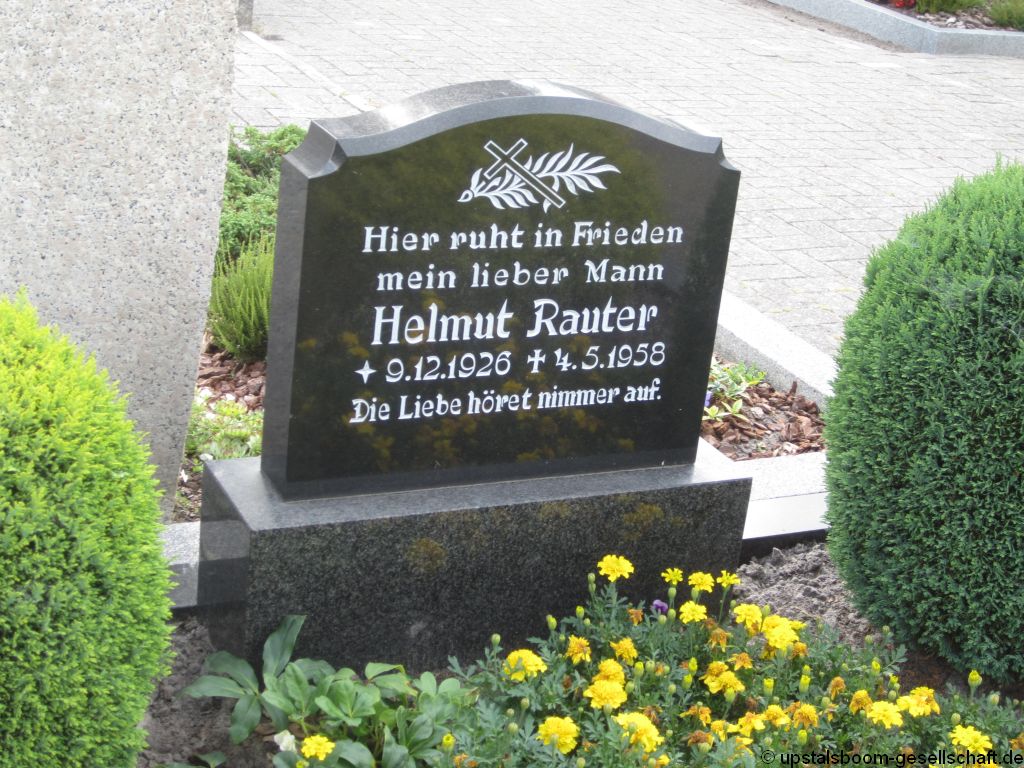 Hier ruht in Frieden
mein lieber Mann
Helmut Rauter
✦ 9.12.1926 ✝ 4.5.1958
Die Liebe höret nimmer auf.
© upstalsboom-gesellschaft.de